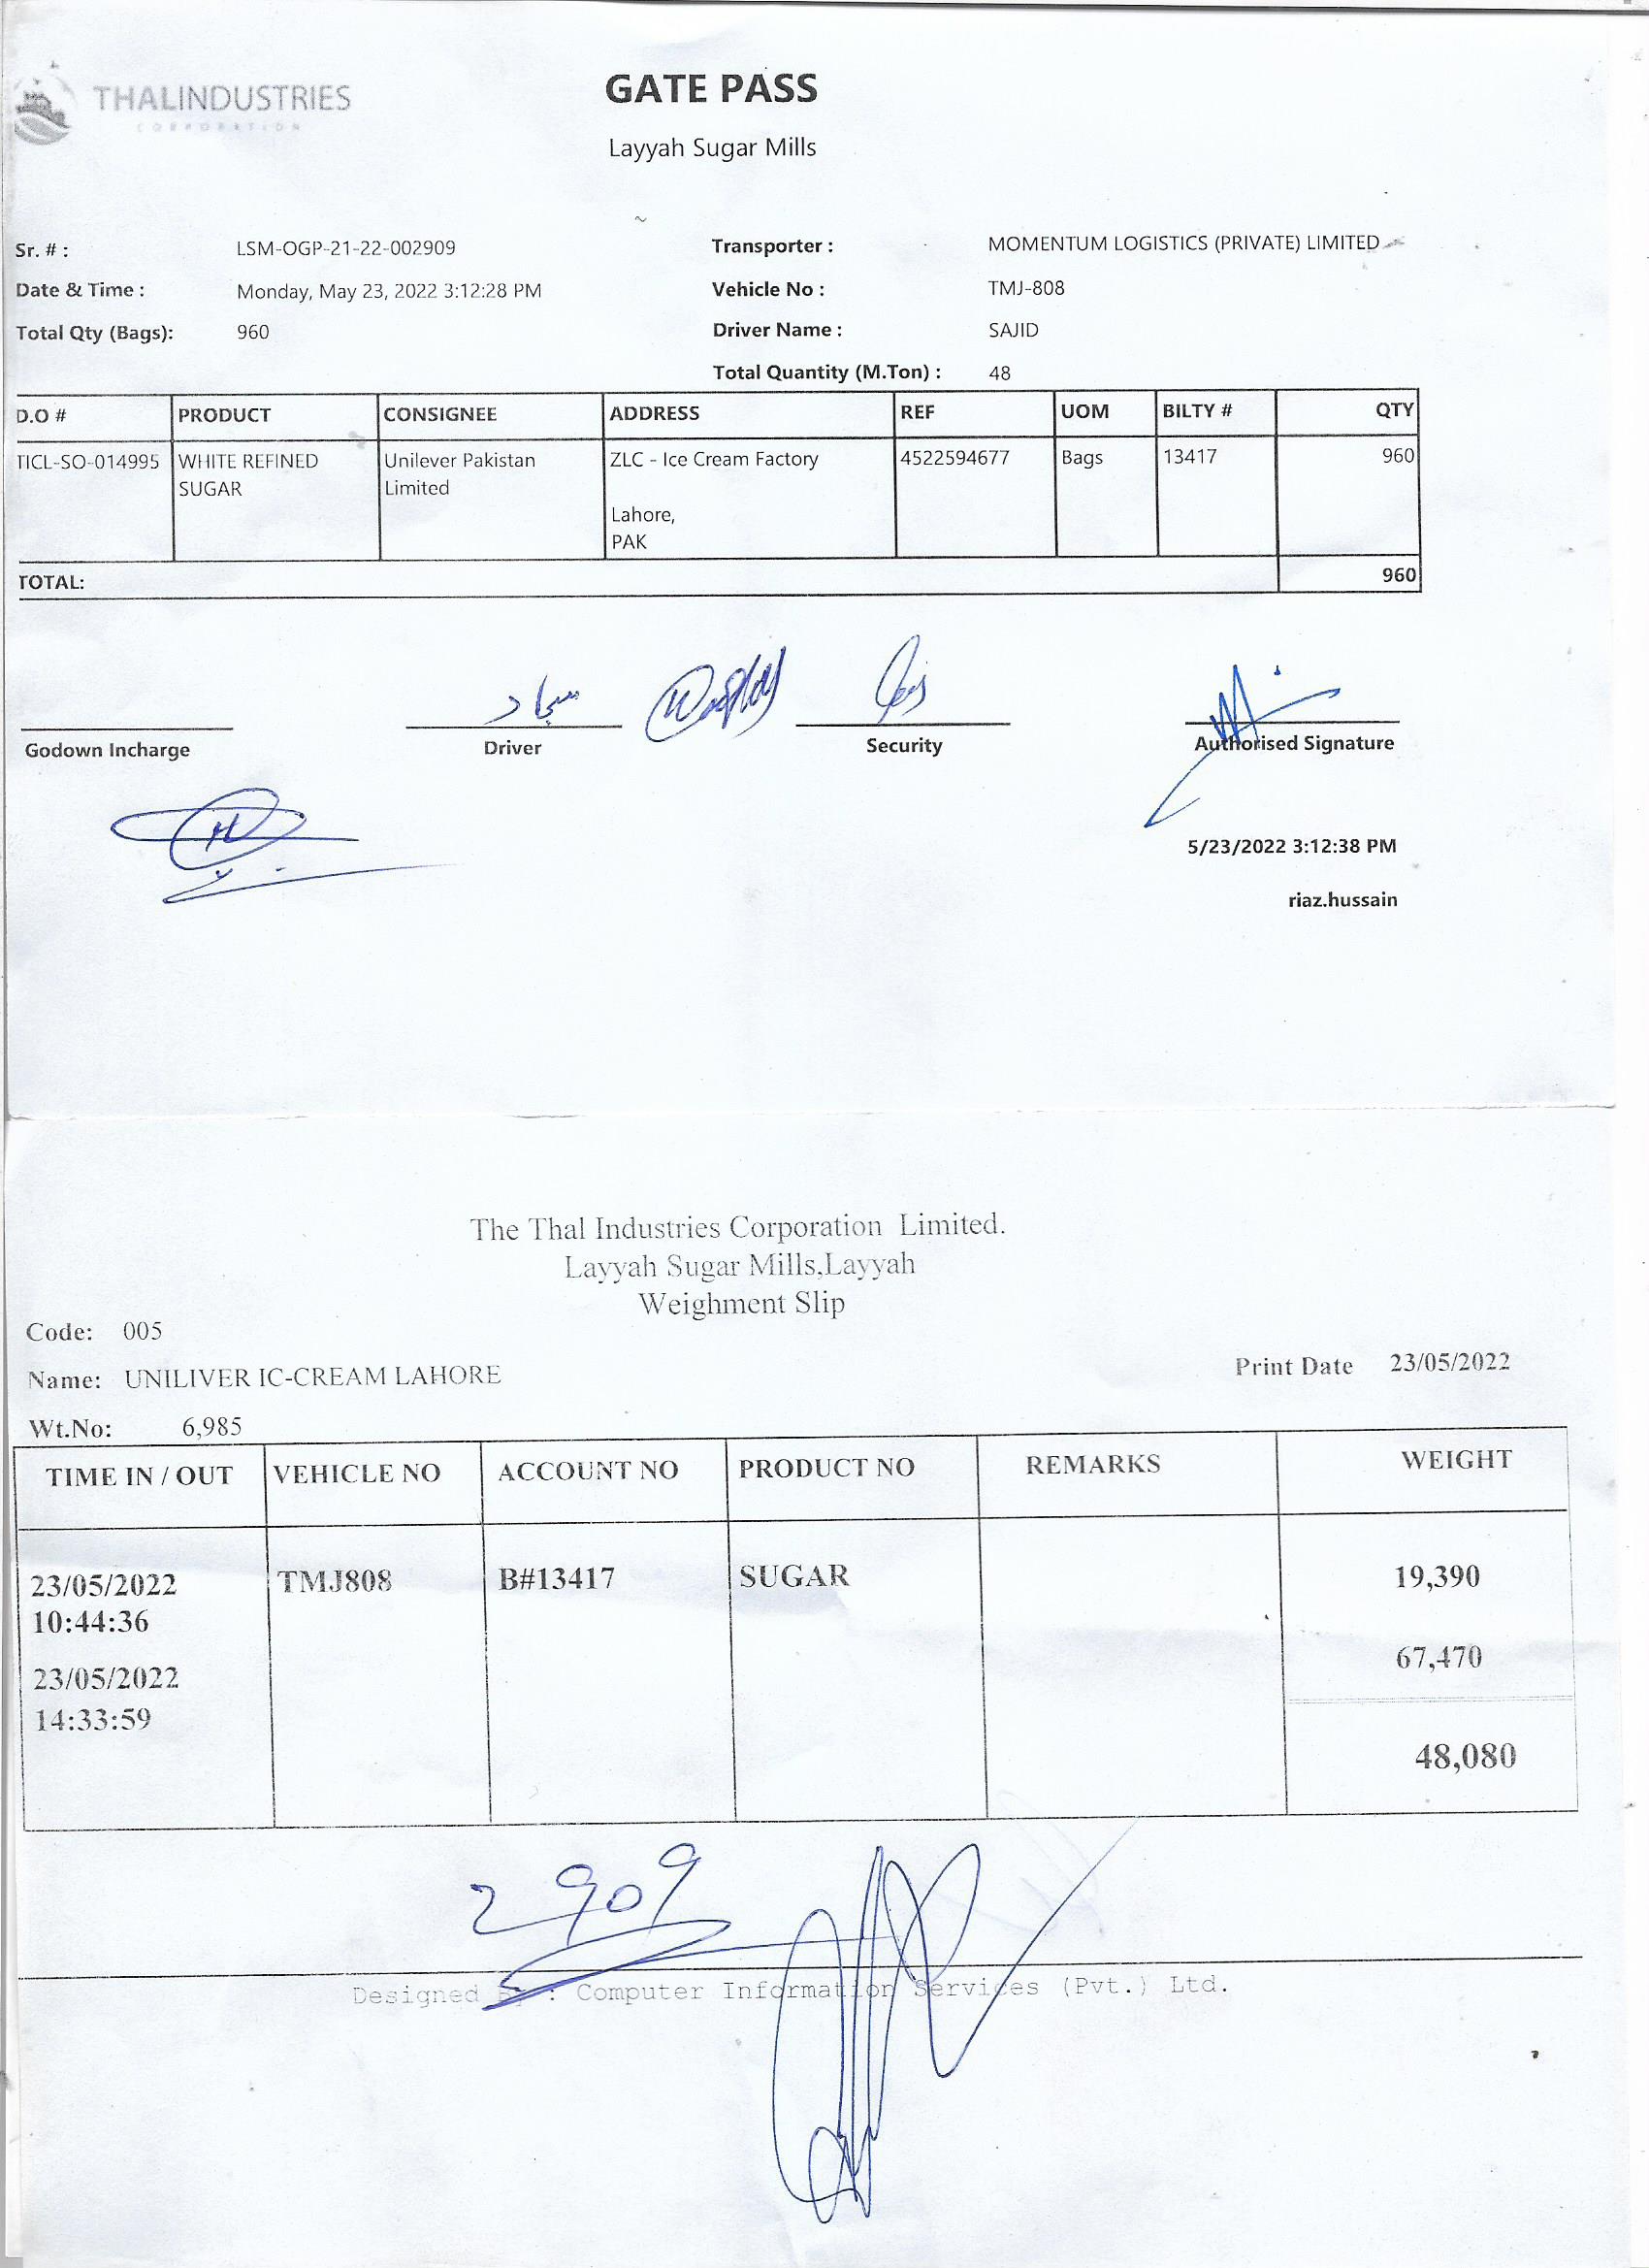 THALINDUSTRIES
CORPORATION
GATE PASS
Layyah Sugar Mills
Sr. # : LSM-OGP-21-22-002909
Transporter : MOMENTUM LOGISTICS (PRIVATE) LIMITED
Date & Time : Monday, May 23, 2022 3:12:28 PM
Vehicle No : TMJ-808
Total Qty (Bags): 960
Driver Name : SAJID
Total Quantity (M.Ton) : 48
D.O # PRODUCT CONSIGNEE ADDRESS REF UOM BILTY # QTY
TICL-SO-014995 WHITE REFINED Unilever Pakistan ZLC - Ice Cream Factory 4522594677 Bags 13417 960
SUGAR Limited
Lahore,
PAK
TOTAL: 960
سجاد
Godown Incharge Driver Security Authorised Signature
5/23/2022 3:12:38 PM
riaz.hussain
The Thal Industries Corporation Limited.
Layyah Sugar Mills,Layyah
Weighment Slip
Code: 005
Name: UNILIVER IC-CREAM LAHORE
Print Date 23/05/2022
Wt.No: 6,985
TIME IN / OUT VEHICLE NO ACCOUNT NO PRODUCT NO REMARKS WEIGHT
23/05/2022 TMJ808 B#13417 SUGAR 19,390
10:44:36
23/05/2022 67,470
14:33:59
48,080
2909
Designed By : Computer Information Services (Pvt.) Ltd.